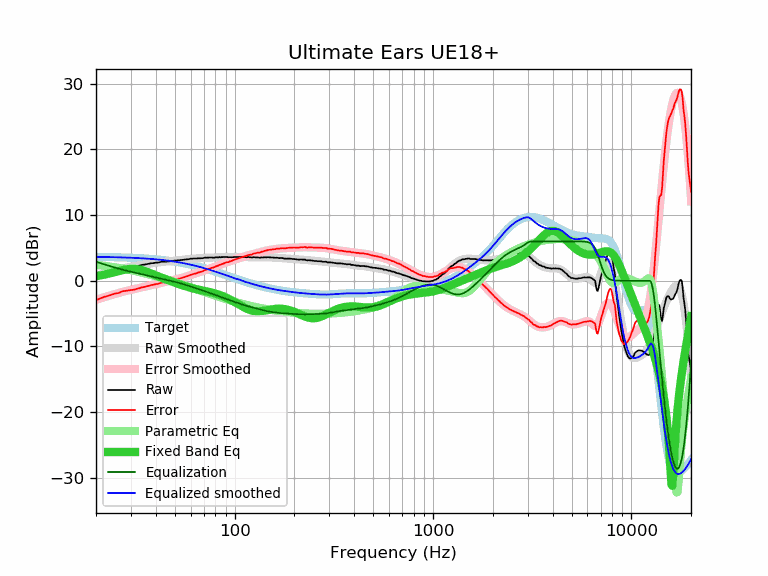 Ultimate Ears UE18+
Amplitude (dBr)
30
20
10
0
−10
−20
−30
Target
Raw Smoothed
Error Smoothed
Raw
Error
Parametric Eq
Fixed Band Eq
Equalization
Equalized smoothed
100 1000 10000
Frequency (Hz)